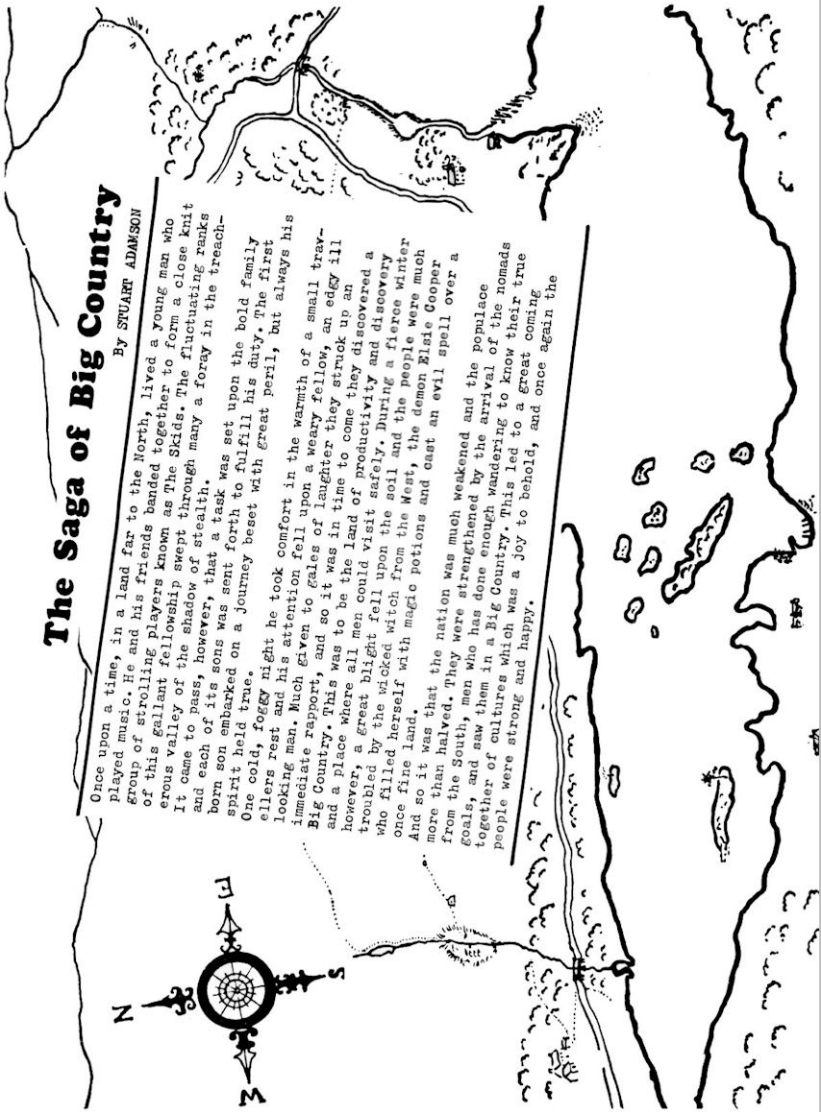 The Saga of Big Country
By STUART ADAMSON
Once upon a time, in a land far to the North, lived a young man who
played music. He and his friends banded together to form a close knit
group of strolling players known as The Skids. The fluctuating ranks
of this gallant fellowship swept through many a foray in the treach-
erous valley of the shadow of stealth.
It came to pass, however, that a task was set upon the bold family
and each of its sons was sent forth to fulfill his duty. The first
born son embarked on a journey beset with great peril, but always his
spirit held true.
One cold, foggy night he took comfort in the warmth of a small trav-
ellers rest and his attention fell upon a weary fellow, an edgy ill
looking man. Much given to gales of laughter they struck up an
immediate rapport, and so it was in time to come they discovered a
Big Country. This was to be the land of productivity and discovery
and a place where all men could visit safely. During a fierce winter
however, a great blight fell upon the soil and the people were much
troubled by the wicked witch from the West, the demon Elsie Cooper
who filled herself with magic potions and cast an evil spell over a
once fine land.
And so it was that the nation was much weakened and the populace
more than halved. They were strengthened by the arrival of the nomads
from the South, men who has done enough wandering to know their true
goals, and saw them in a Big Country. This led to a great coming
together of cultures which was a joy to behold, and once again the
people were strong and happy.
N
E
S
W